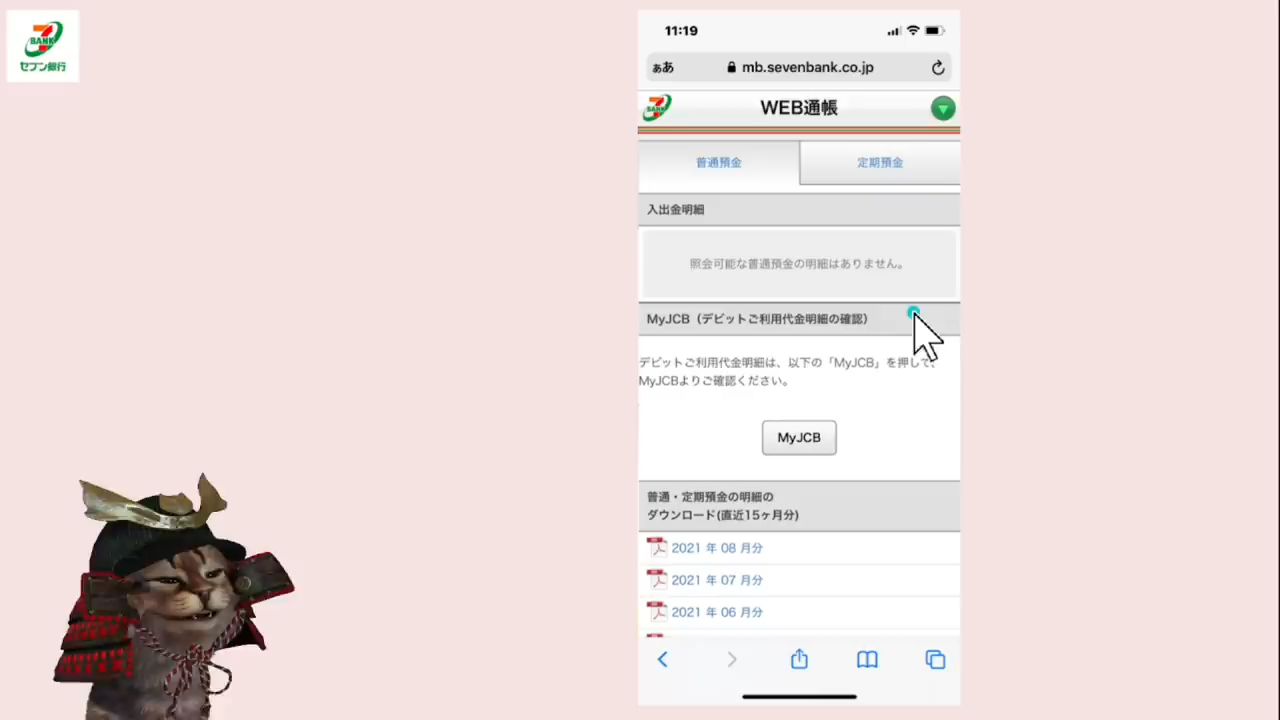 7
BANK
セブン銀行
11:19
ぁあ mb.sevenbank.co.jp
7
BANK
WEB通帳
普通預金 定期預金
入出金明細
照会可能な普通預金の明細はありません。
MyJCB（デビットご利用代金明細の確認）
デビットご利用代金明細は、以下の「MyJCB」を押して、
MyJCBよりご確認ください。
MyJCB
普通・定期預金の明細の
ダウンロード(直近15ヶ月分)
2021 年 08 月分
2021 年 07 月分
2021 年 06 月分